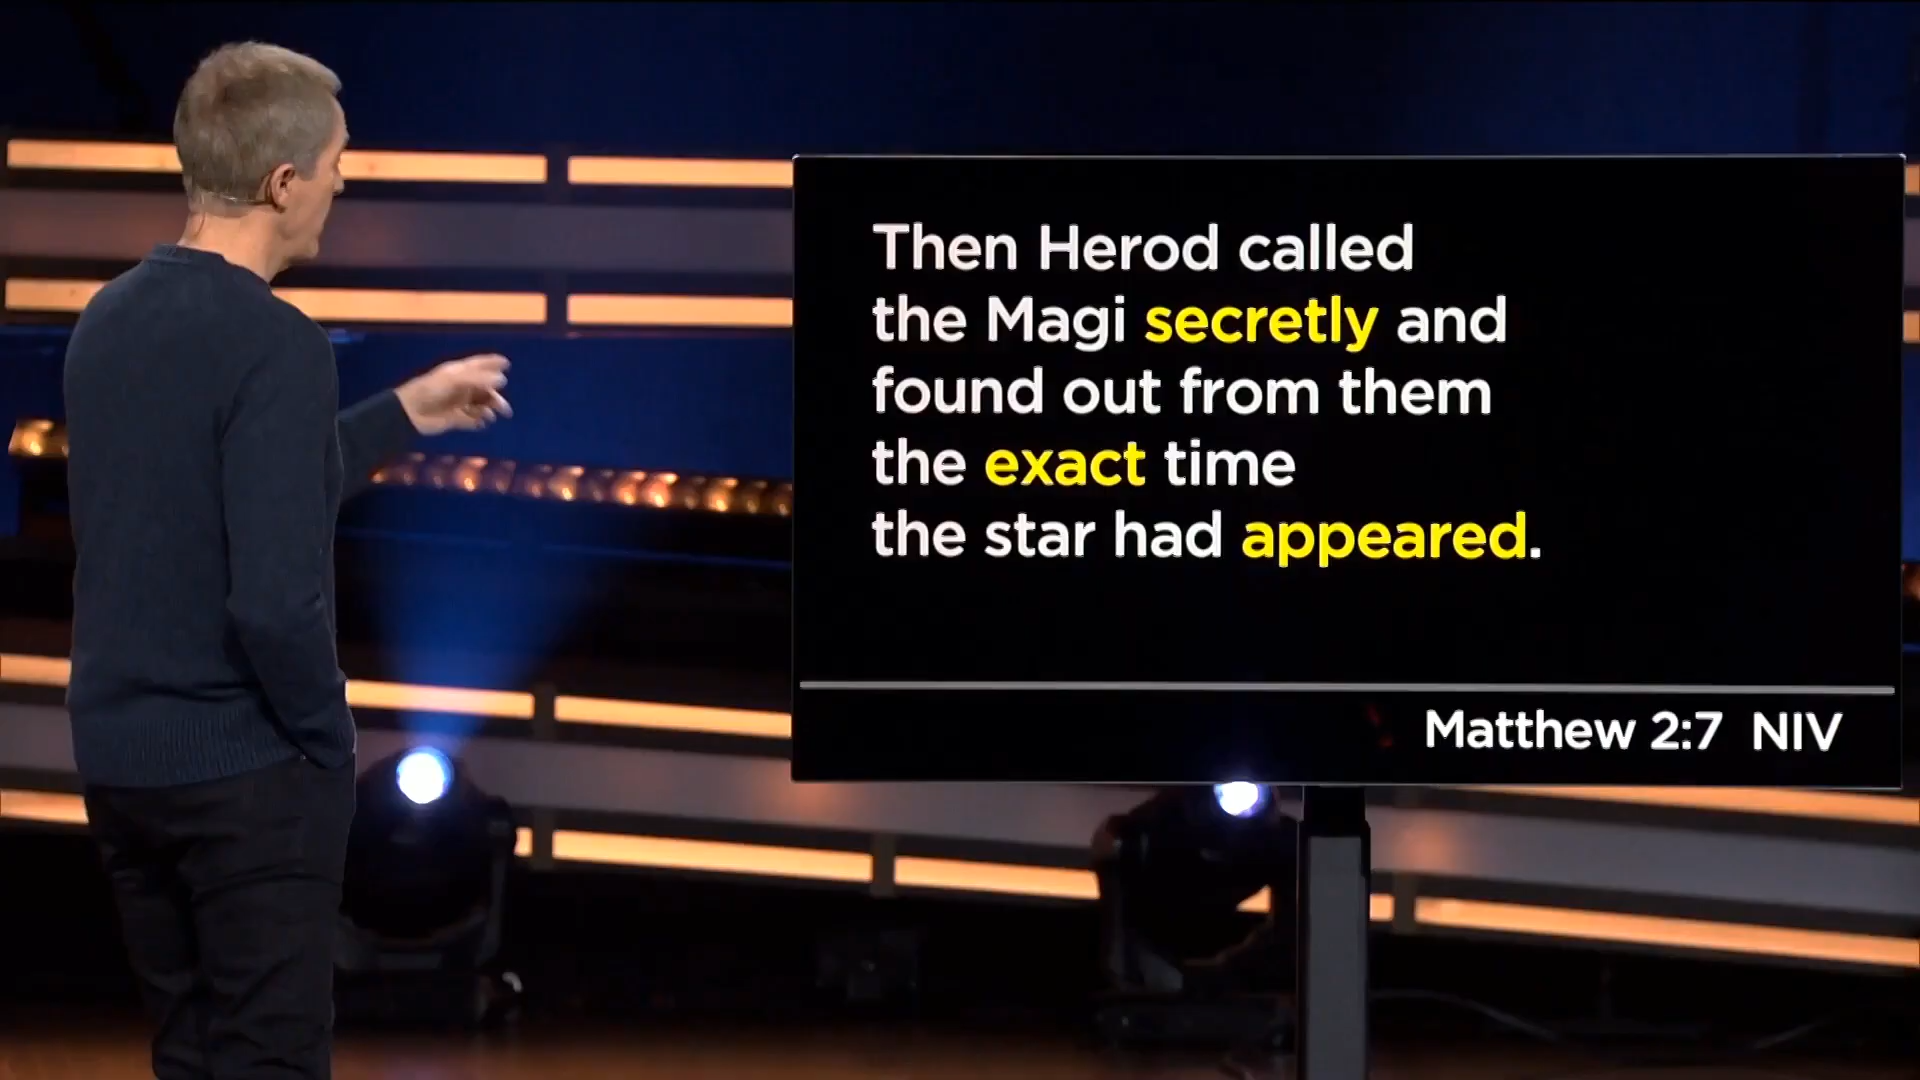 Then Herod called
the Magi secretly and
found out from them
the exact time
the star had appeared.
Matthew 2:7 NIV